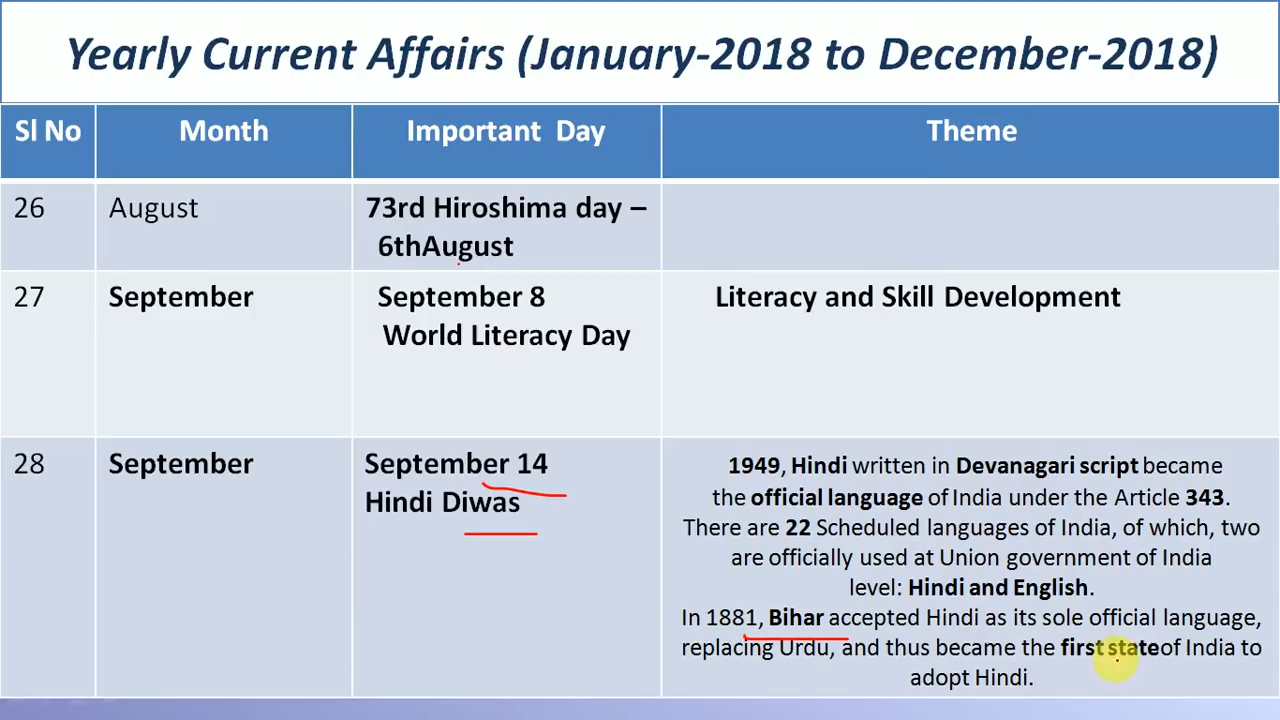 Yearly Current Affairs (January-2018 to December-2018)
Sl No Month Important Day Theme
26 August 73rd Hiroshima day –
6thAugust
27 September September 8 Literacy and Skill Development
World Literacy Day
28 September September 14
Hindi Diwas
1949, Hindi written in Devanagari script became
the official language of India under the Article 343.
There are 22 Scheduled languages of India, of which, two
are officially used at Union government of India
level: Hindi and English.
In 1881, Bihar accepted Hindi as its sole official language,
replacing Urdu, and thus became the first stateof India to
adopt Hindi.